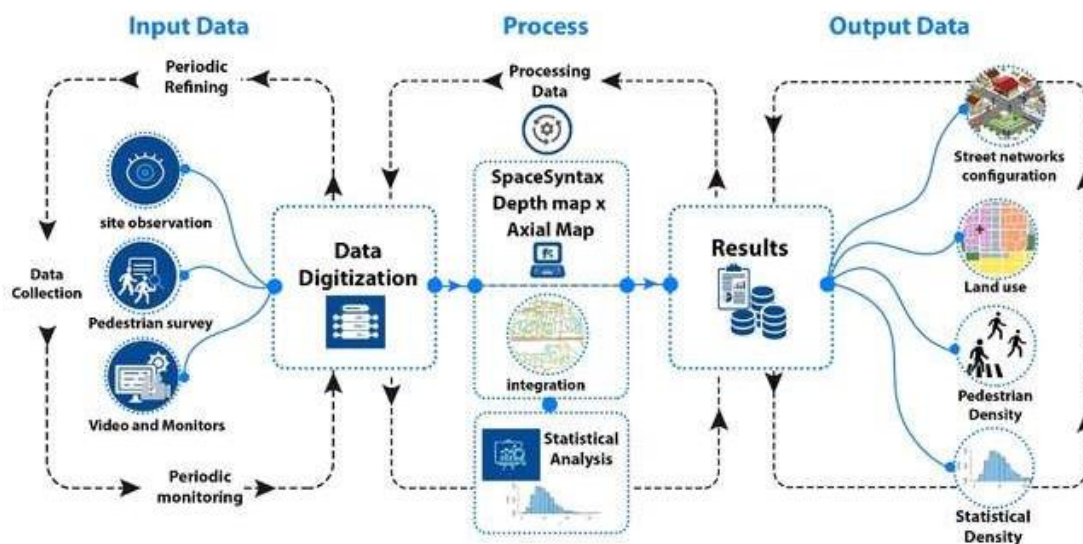 Input Data
Process
Output Data
Periodic
Refining
site observation
Data
Collection
Pedestrian survey
Video and Monitors
Periodic
monitoring
Data
Digitization
Processing
Data
SpaceSyntax
Depth map x
Axial Map
integration
Statistical
Analysis
Results
Street networks
configuration
Land use
Pedestrian
Density
Statistical
Density